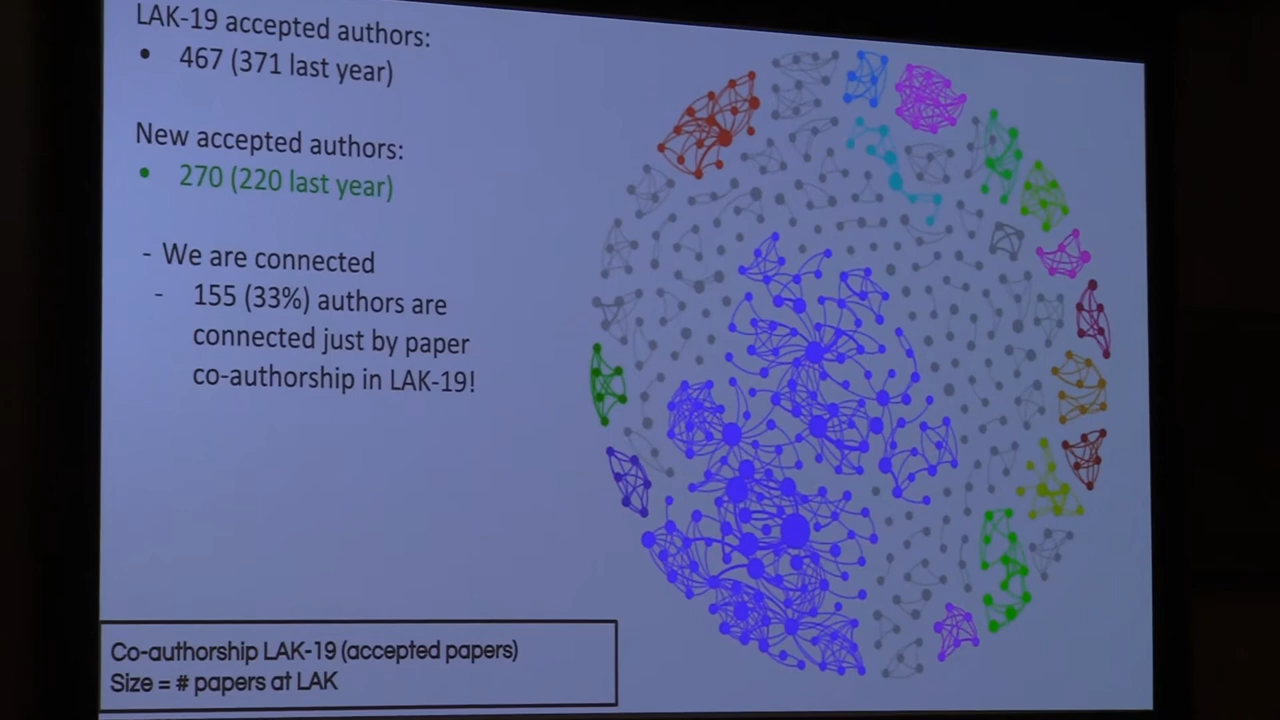 LAK-19 accepted authors:
• 467 (371 last year)
New accepted authors:
• 270 (220 last year)
- We are connected
- 155 (33%) authors are
connected just by paper
co-authorship in LAK-19!
Co-authorship LAK-19 (accepted papers)
Size = # papers at LAK